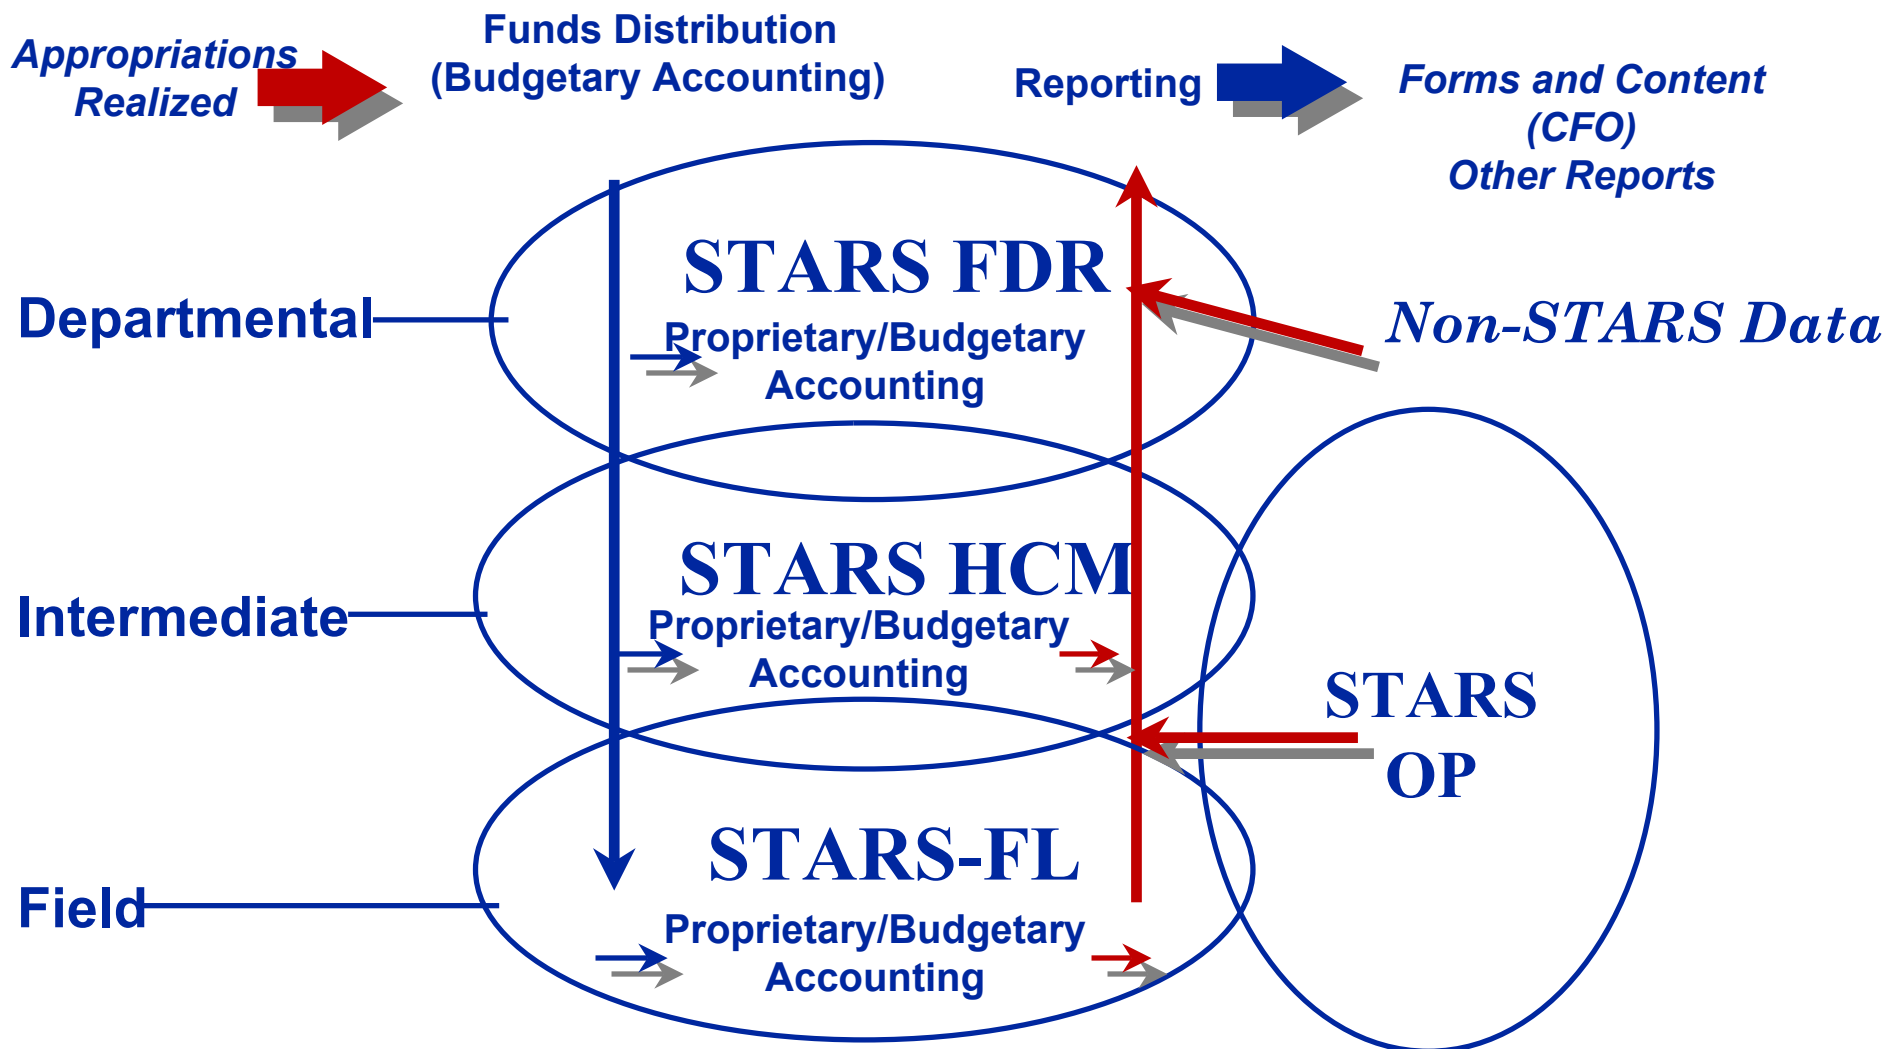 Appropriations
Realized
Funds Distribution
(Budgetary Accounting)
Reporting
Forms and Content
(CFO)
Other Reports
Departmental
STARS FDR
Proprietary/Budgetary
Accounting
Non-STARS Data
Intermediate
STARS HCM
Proprietary/Budgetary
Accounting
STARS
OP
Field
STARS-FL
Proprietary/Budgetary
Accounting